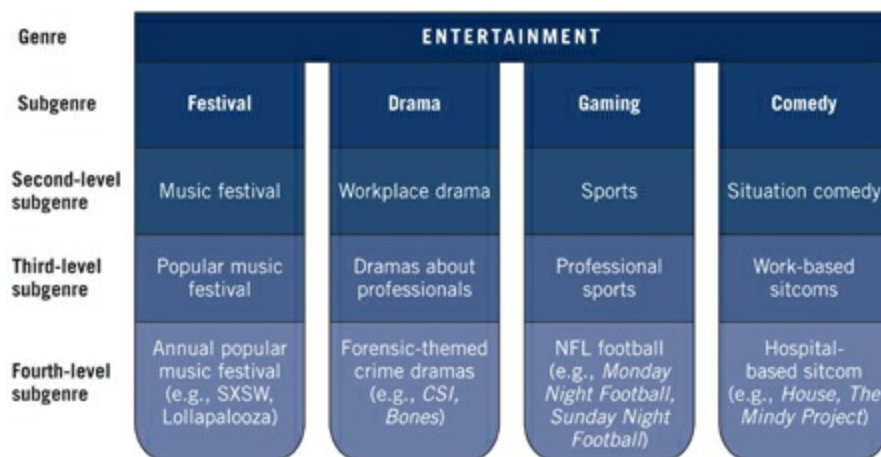 Genre
ENTERTAINMENT
Subgenre
Festival
Drama
Gaming
Comedy
Second-level
subgenre
Music festival
Workplace drama
Sports
Situation comedy
Third-level
subgenre
Popular music
festival
Dramas about
professionals
Professional
sports
Work-based
sitcoms
Fourth-level
subgenre
Annual popular
music festival
(e.g., SXSW,
Lollapalooza)
Forensic-themed
crime dramas
(e.g., CSI,
Bones)
NFL football
(e.g., Monday
Night Football,
Sunday Night
Football)
Hospital-
based sitcom
(e.g., House, The
Mindy Project)